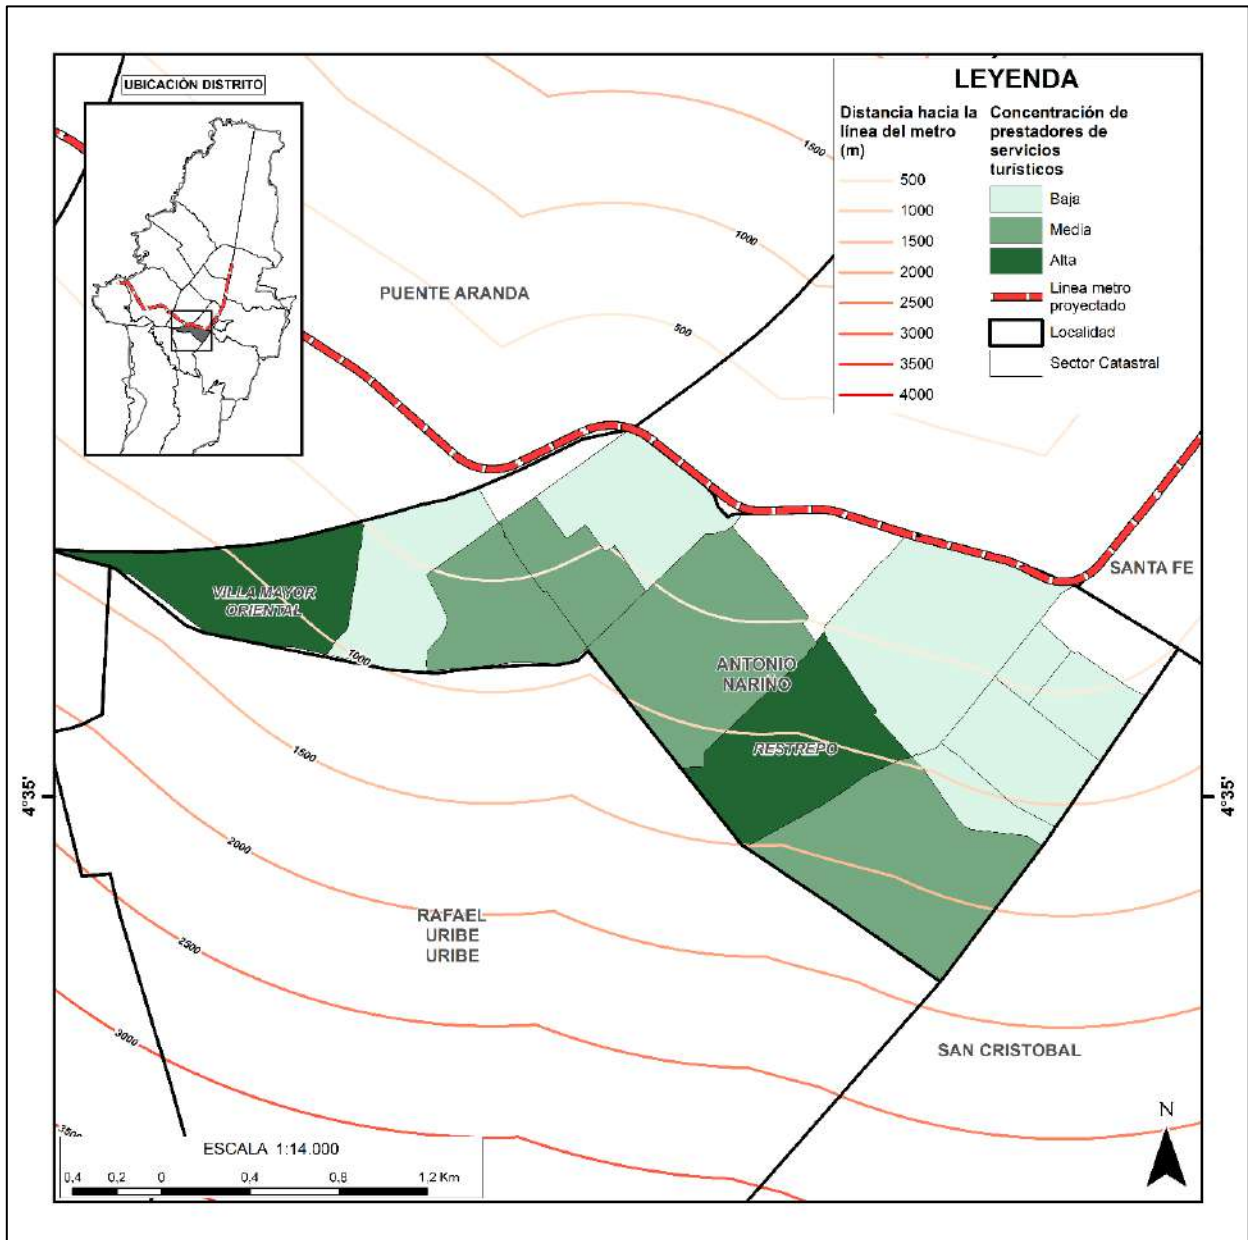 UBICACIÓN DISTRITO
LEYENDA
Distancia hacia la
línea del metro
(m)
500
1000
1500
2000
2500
3000
3500
4000
Concentración de
prestadores de
servicios
turísticos
Baja
Media
Alta
Linea metro
proyectado
Localidad
Sector Catastral
1500
1000
500
PUENTE ARANDA
SANTA FE
VILLA MAYOR
ORIENTAL
1000
ANTONIO
NARIÑO
RESTREPO
1500
4°35'
4°35'
2000
RAFAEL
URIBE
URIBE
2500
3000
SAN CRISTOBAL
3500
N
ESCALA 1:14.000
0,4 0,2 0 0,4 0,8 1,2 Km